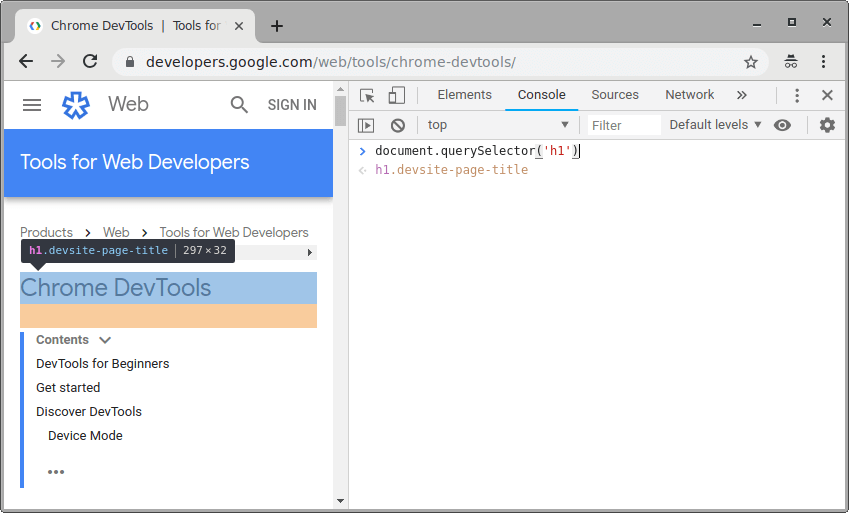 Chrome DevTools | Tools for
developers.google.com/web/tools/chrome-devtools/
Web
SIGN IN
Tools for Web Developers
Products > Web > Tools for Web Developers
h1.devsite-page-title | 297×32
Chrome DevTools
Contents
DevTools for Beginners
Get started
Discover DevTools
Device Mode
•••
Elements Console Sources Network »
top Filter Default levels
> document.querySelector('h1')
h1.devsite-page-title